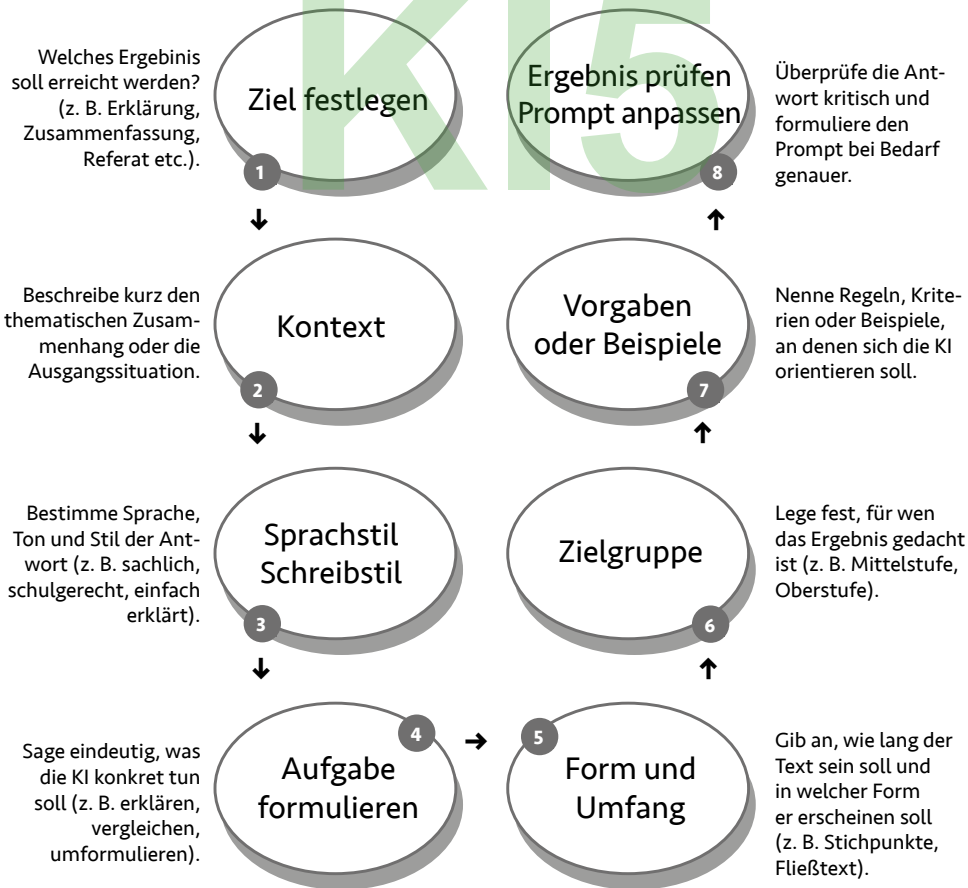 KI5
Welches Ergebinis
soll erreicht werden?
(z. B. Erklärung,
Zusammenfassung,
Referat etc.).
Ziel festlegen
1
Beschreibe kurz den
thematischen Zusam-
menhang oder die
Ausgangssituation.
Kontext
2
Bestimme Sprache,
Ton und Stil der Ant-
wort (z. B. sachlich,
schulgerecht, einfach
erklärt).
Sprachstil
Schreibstil
3
Sage eindeutig, was
die KI konkret tun
soll (z. B. erklären,
vergleichen,
umformulieren).
4
Aufgabe
formulieren
5
Form und
Umfang
Gib an, wie lang der
Text sein soll und
in welcher Form
er erscheinen soll
(z. B. Stichpunkte,
Fließtext).
Zielgruppe
6
Lege fest, für wen
das Ergebnis gedacht
ist (z. B. Mittelstufe,
Oberstufe).
Vorgaben
oder Beispiele
7
Nenne Regeln, Krite-
rien oder Beispiele,
an denen sich die KI
orientieren soll.
Ergebnis prüfen
Prompt anpassen
8
Überprüfe die Ant-
wort kritisch und
formuliere den
Prompt bei Bedarf
genauer.